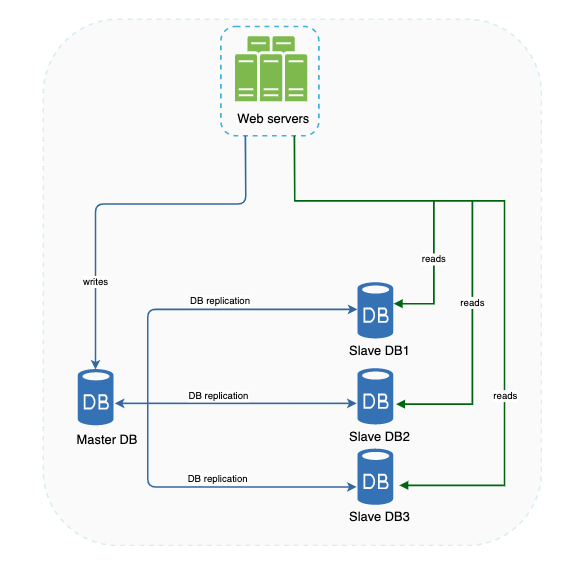 Web servers
reads
writes
DB replication
DB
Slave DB1
reads
DB
Master DB
DB replication
DB
Slave DB2
reads
DB replication
DB
Slave DB3